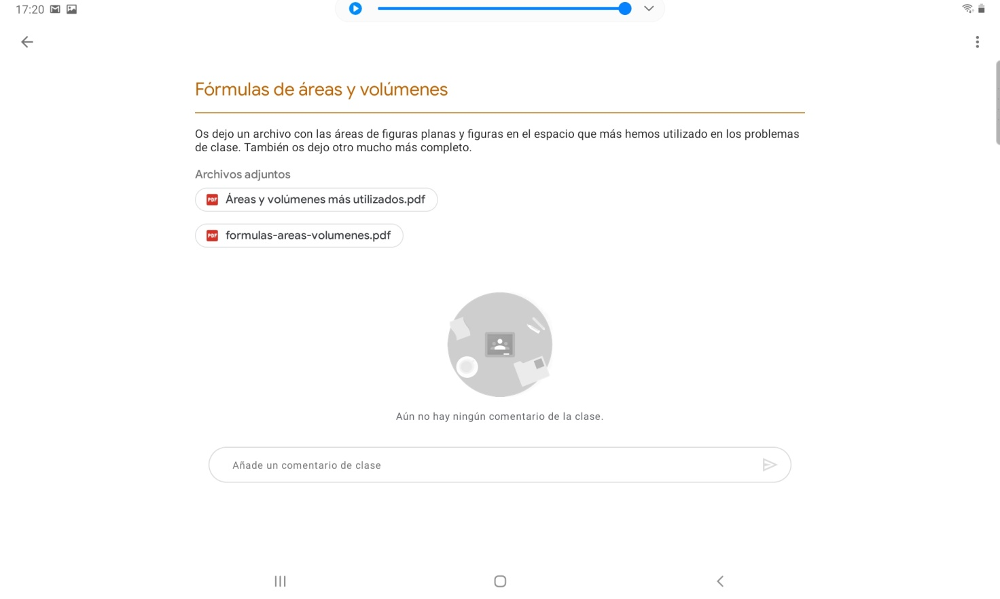 17:20
Fórmulas de áreas y volúmenes
Os dejo un archivo con las áreas de figuras planas y figuras en el espacio que más hemos utilizado en los problemas
de clase. También os dejo otro mucho más completo.
Archivos adjuntos
PDF Áreas y volúmenes más utilizados.pdf
PDF formulas-areas-volumenes.pdf
Aún no hay ningún comentario de la clase.
Añade un comentario de clase